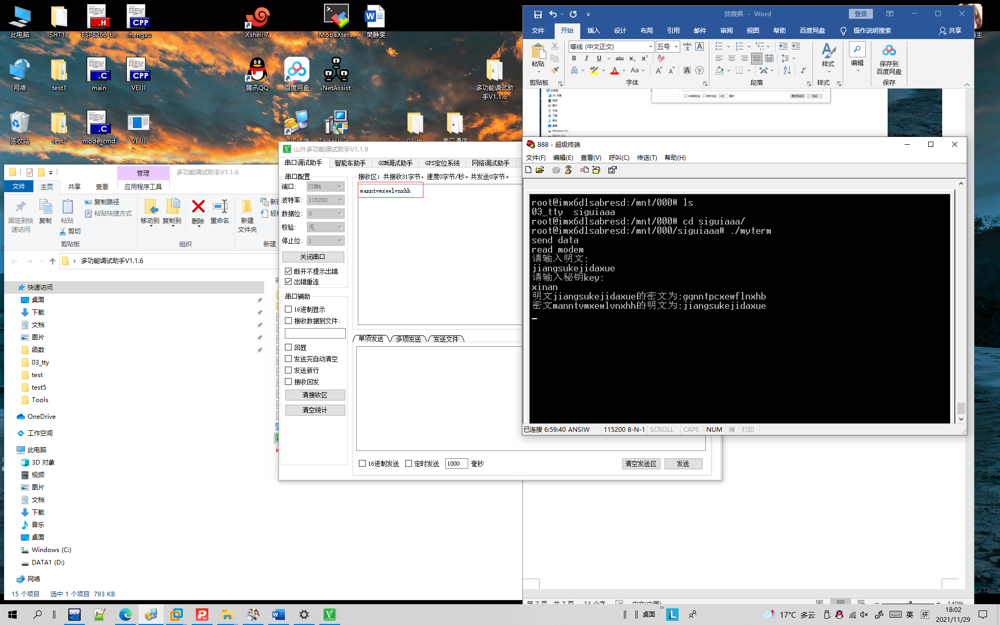 此电脑
SHT11
ESP8266_t...
chengxu
Xshell 7
MobaXter...
樊静雯
网络
test1
main
VEIJI
腾讯QQ
百度网盘
NetAssist
多功能调试助
手V1.1.6
回收站
test2
mode_cmd
VEIJI
找復興 - Word
登录
文件 开始 插入 设计 布局 引用 邮件 审阅 视图 帮助 百度网盘 操作说明搜索 共享
粘贴
等线 (中文正文) 五号
样式
编辑
保存到
百度网盘
剪贴板 字体 段落 样式 保存
管理 多功能调试助手V1.1.6
文件 主页 共享 查看 应用程序工具
固定到快
速访问
复制
粘贴
复制路径
粘贴快捷方式
剪切
移动到 复制到 删除 重命名
新建
文件夹
剪贴板 组织 新建
多功能调试助手V1.1.6
快速访问
桌面
下载
文档
图片
函数
03_tty
test
test5
Tools
OneDrive
工作空间
此电脑
3D 对象
视频
图片
文档
下载
音乐
桌面
Windows (C:)
DATA1 (D:)
网络
15 个项目 选中 1 个项目 793 KB
山外多功能调试助手V1.1.9
串口调试助手 智能车助手 GSM调试助手 GPS定位系统 网络调试助手
串口配置
端口: COM4
波特率: 115200
数据位: 8
校验: 无
停止位: 1
关闭串口
断开不提示出错
出错重连
串口辅助
16进制显示
接收数据到文件:
回显
发送完自动清空
发送新行
接收回发
清接收区
清空统计
接收区: 共接收31字节, 速度0字节/秒。共发送0字节。
manntvmxewlvnxhh
单项发送 多项发送 发送文件
16进制发送 定时发送 1000 毫秒 清空发送区 发送
888 - 超级终端
文件(F) 编辑(E) 查看(V) 呼叫(C) 传送(T) 帮助(H)
root@imx6dlsabresd:/mnt/000# ls
03_tty siguiaaa
root@imx6dlsabresd:/mnt/000# cd siguiaaa/
root@imx6dlsabresd:/mnt/000/siguiaaa# ./myterm
send data
read modem
请输入明文:
jiangsukejidaxue
请输入秘钥key:
xinan
明文jiangsukejidaxue的密文为:gqnntpcxewflnxhb
密文manntvmxewlvnxhh的明文为:jiangsukejidaxue
已连接 6:59:40 ANSIW 115200 8-N-1 SCROLL CAPS NUM 捕 打印
桌面
17°C 多云
英
拼
18:02
2021/11/29